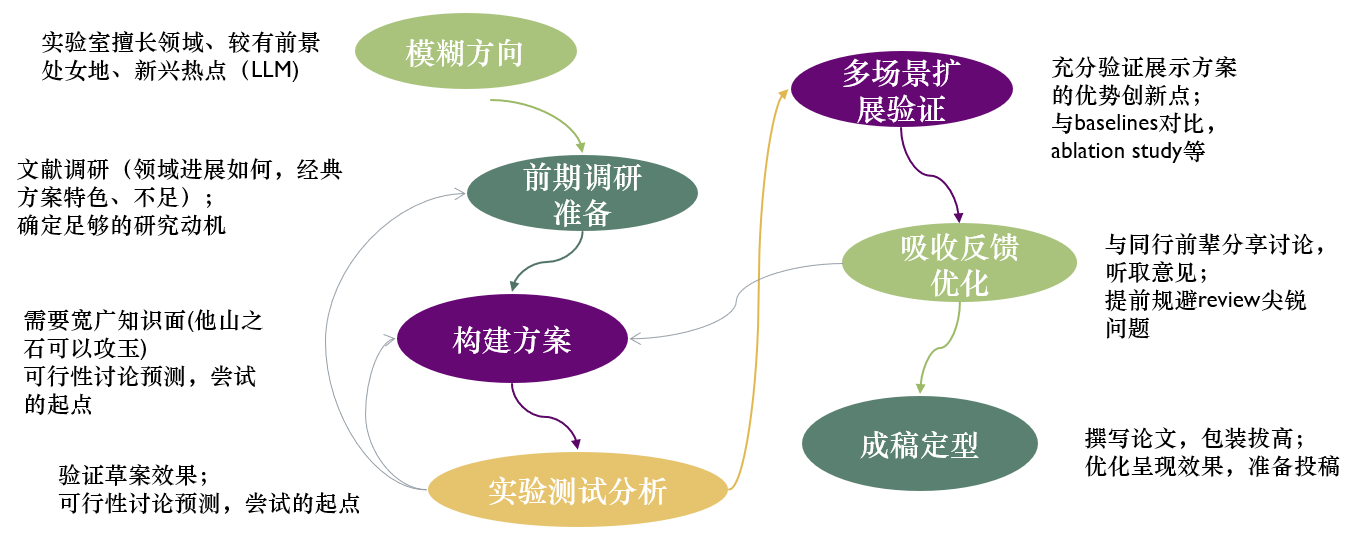 实验室擅长领域、较有前景
处女地、新兴热点（LLM)
模糊方向
文献调研（领域进展如何，经典
方案特色、不足）；
确定足够的研究动机
前期调研
准备
需要宽广知识面(他山之
石可以攻玉)
可行性讨论预测，尝试
的起点
构建方案
验证草案效果；
可行性讨论预测，尝试的起点
实验测试分析
多场景扩
展验证
充分验证展示方案
的优势创新点；
与baselines对比，
ablation study等
吸收反馈
优化
与同行前辈分享讨论，
听取意见；
提前规避review尖锐
问题
成稿定型
撰写论文，包装拔高；
优化呈现效果，准备投稿